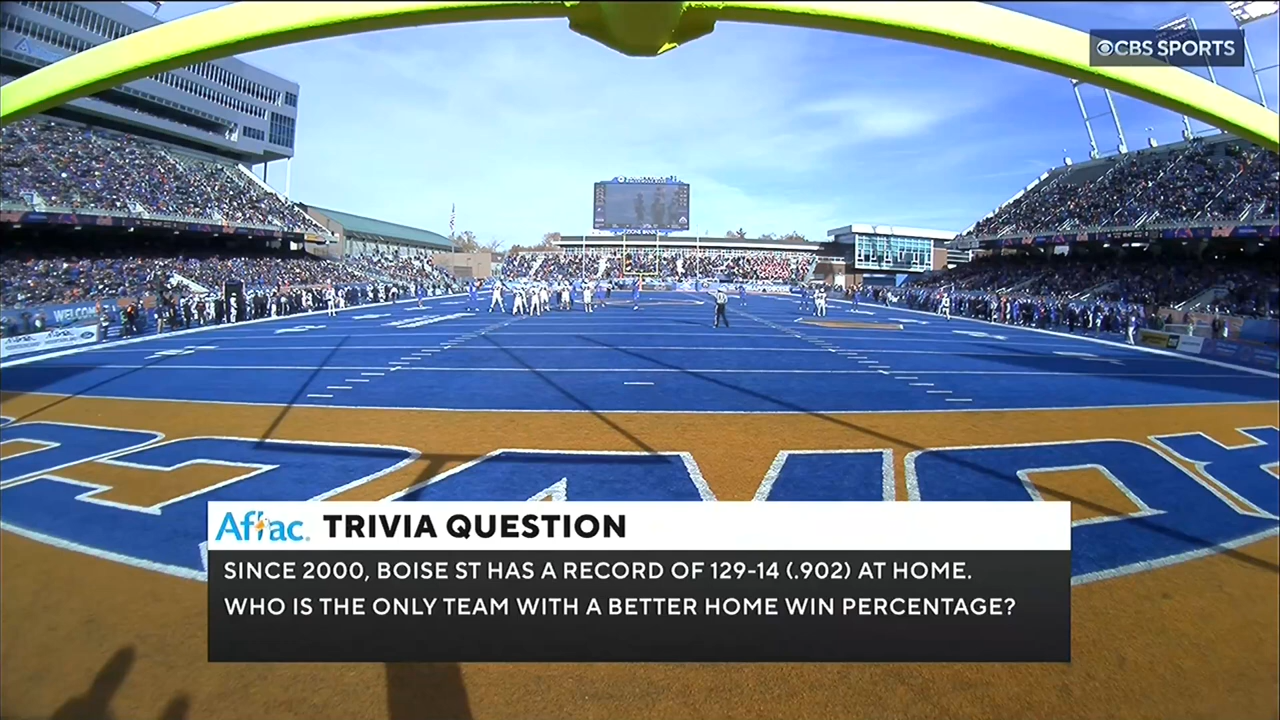 CBS SPORTS
WELCOME
Aflac. TRIVIA QUESTION
SINCE 2000, BOISE ST HAS A RECORD OF 129-14 (.902) AT HOME.
WHO IS THE ONLY TEAM WITH A BETTER HOME WIN PERCENTAGE?